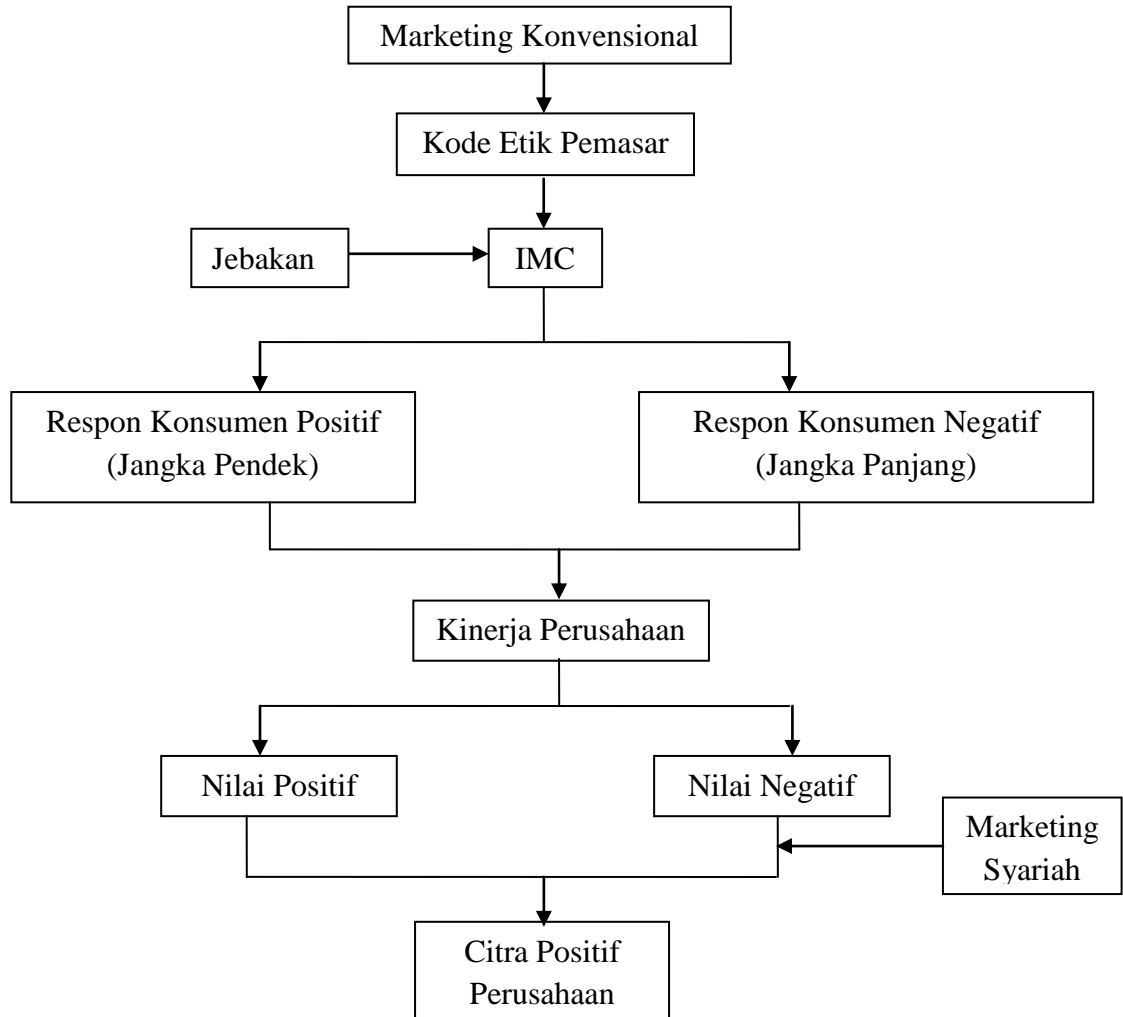 Marketing Konvensional
Kode Etik Pemasar
Jebakan
IMC
Respon Konsumen Positif
(Jangka Pendek)
Respon Konsumen Negatif
(Jangka Panjang)
Kinerja Perusahaan
Nilai Positif
Nilai Negatif
Marketing
Syariah
Citra Positif
Perusahaan